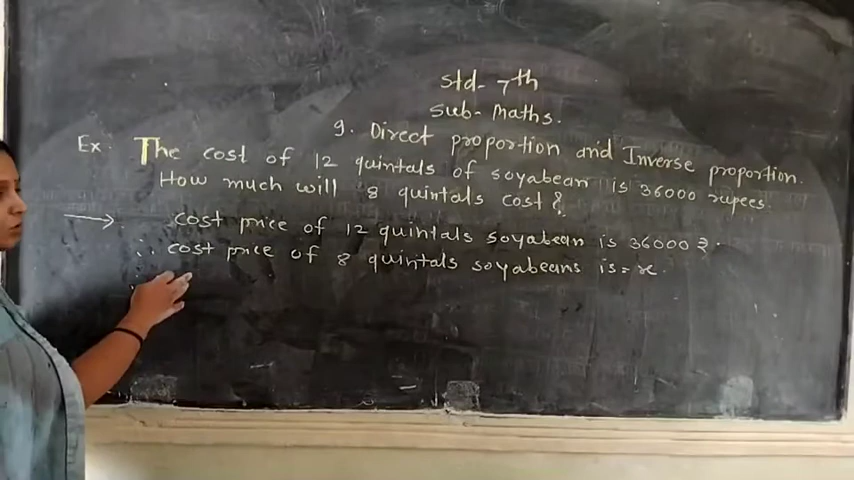 Std- 7th
Sub- Maths.
9. Direct proportion and Inverse proportion.
Ex. The cost of 12 quintals of soyabean is 36000 rupees.
How much will 8 quintals cost?
→ cost price of 12 quintals soyabean is 36000 ₹.
∴ cost price of 8 quintals soyabeans is = x.